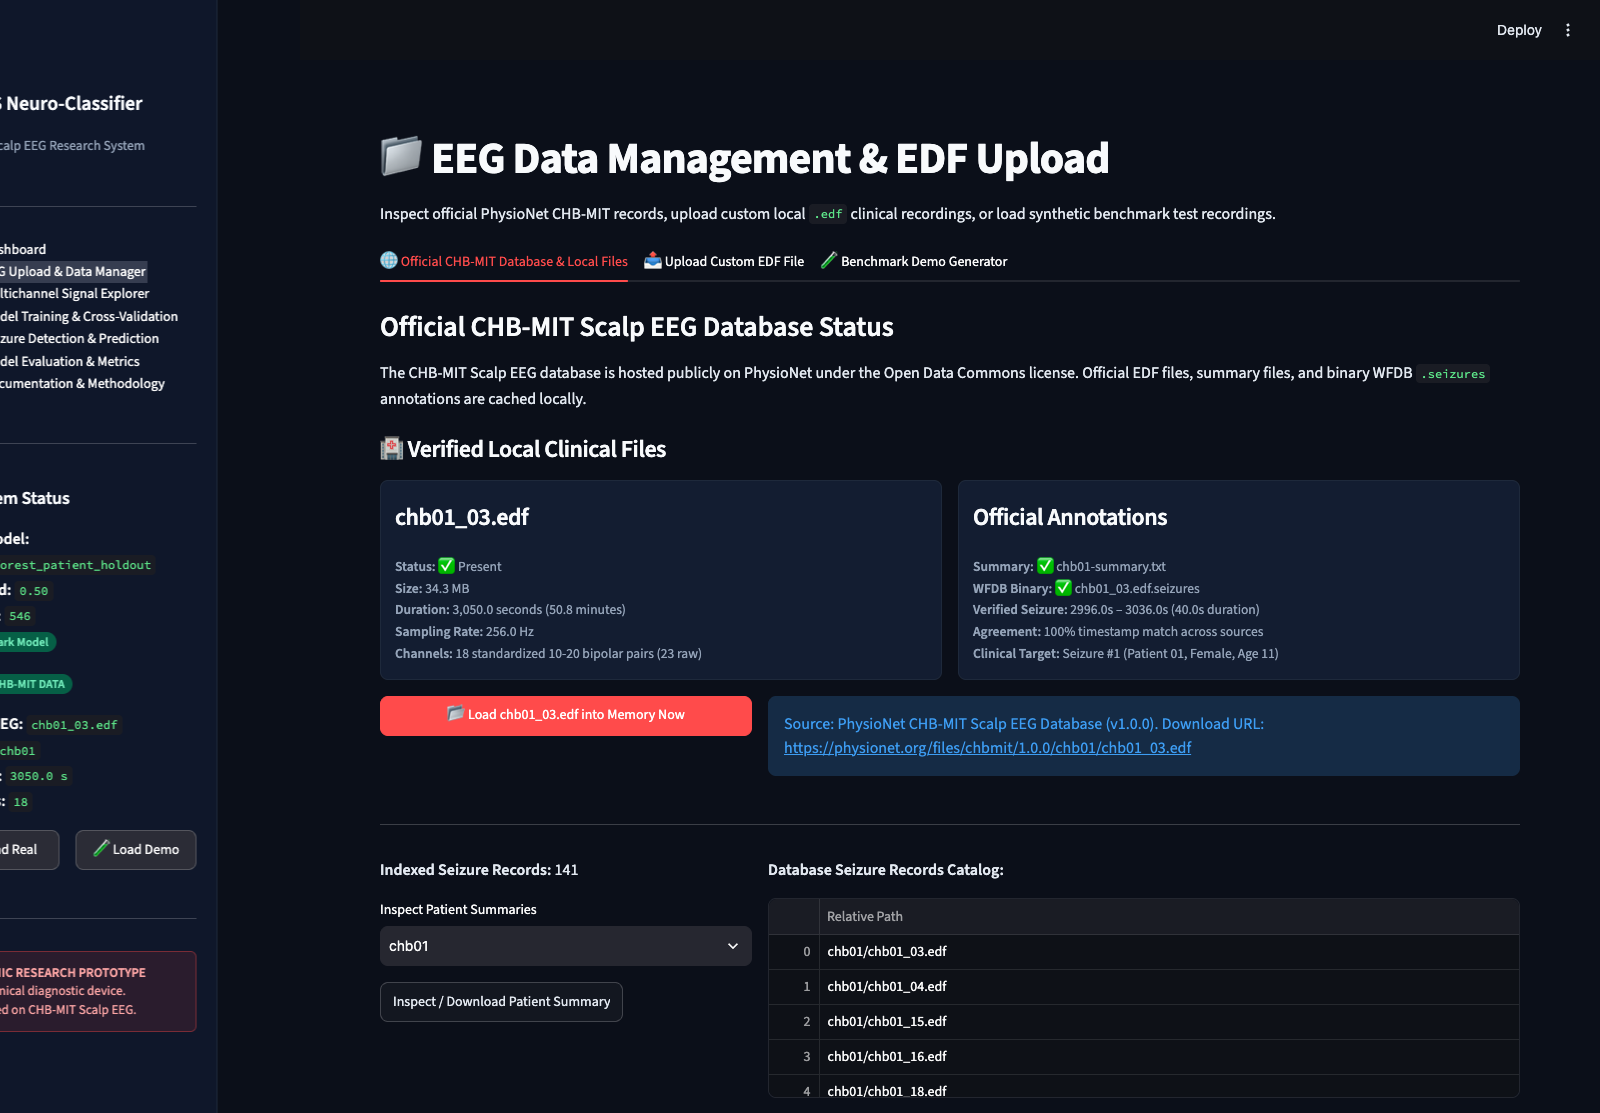 Deploy
Neuro-Classifier
calp EEG Research System
shboard
G Upload & Data Manager
ltichannel Signal Explorer
del Training & Cross-Validation
zure Detection & Prediction
del Evaluation & Metrics
cumentation & Methodology
em Status
odel:
orest_patient_holdout
d: 0.50
: 546
ark Model
HB-MIT DATA
EG: chb01_03.edf
chb01
: 3050.0 s
s: 18
d Real
Load Demo
IC RESEARCH PROTOTYPE
nical diagnostic device.
ed on CHB-MIT Scalp EEG.
EEG Data Management & EDF Upload
Inspect official PhysioNet CHB-MIT records, upload custom local .edf clinical recordings, or load synthetic benchmark test recordings.
Official CHB-MIT Database & Local Files
Upload Custom EDF File
Benchmark Demo Generator
Official CHB-MIT Scalp EEG Database Status
The CHB-MIT Scalp EEG database is hosted publicly on PhysioNet under the Open Data Commons license. Official EDF files, summary files, and binary WFDB .seizures
annotations are cached locally.
Verified Local Clinical Files
chb01_03.edf
Status: ✅ Present
Size: 34.3 MB
Duration: 3,050.0 seconds (50.8 minutes)
Sampling Rate: 256.0 Hz
Channels: 18 standardized 10-20 bipolar pairs (23 raw)
Official Annotations
Summary: ✅ chb01-summary.txt
WFDB Binary: ✅ chb01_03.edf.seizures
Verified Seizure: 2996.0s – 3036.0s (40.0s duration)
Agreement: 100% timestamp match across sources
Clinical Target: Seizure #1 (Patient 01, Female, Age 11)
Load chb01_03.edf into Memory Now
Source: PhysioNet CHB-MIT Scalp EEG Database (v1.0.0). Download URL:
https://physionet.org/files/chbmit/1.0.0/chb01/chb01_03.edf
Indexed Seizure Records: 141
Inspect Patient Summaries
chb01
Inspect / Download Patient Summary
Database Seizure Records Catalog:
Relative Path
0 chb01/chb01_03.edf
1 chb01/chb01_04.edf
2 chb01/chb01_15.edf
3 chb01/chb01_16.edf
4 chb01/chb01_18.edf